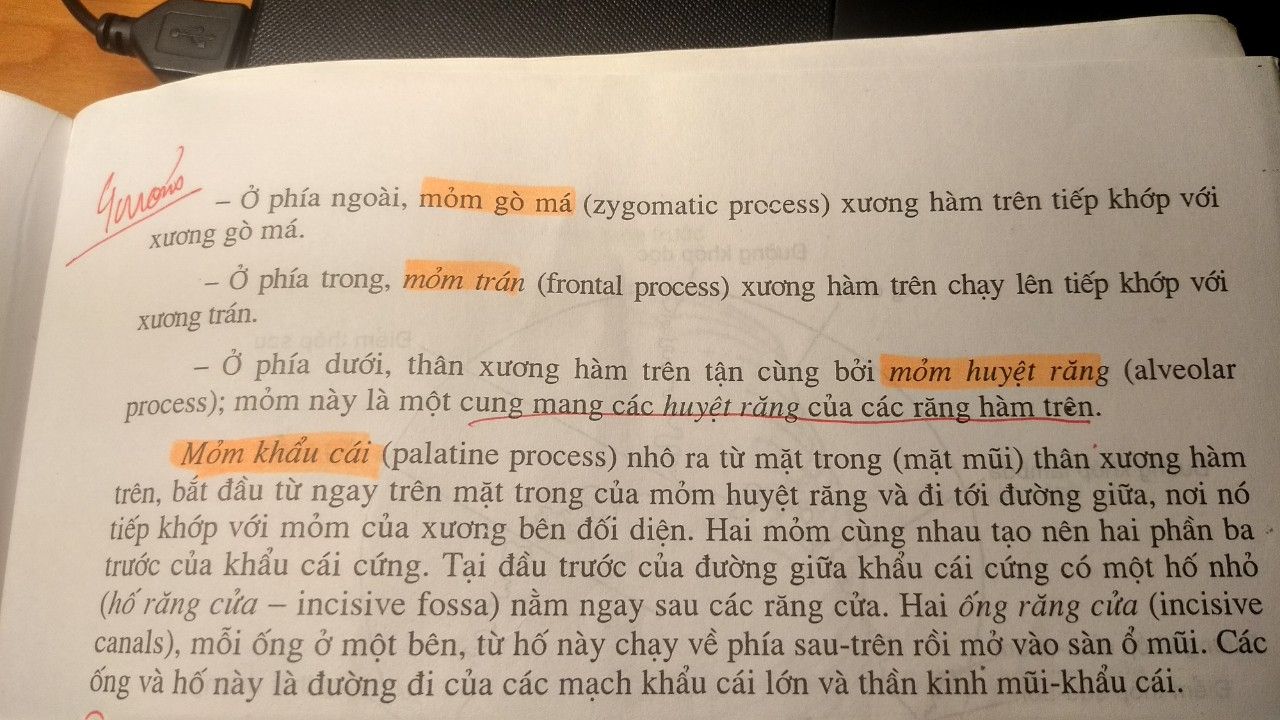 – Ở phía ngoài, mỏm gò má (zygomatic process) xương hàm trên tiếp khớp với
xương gò má.
– Ở phía trong, mỏm trán (frontal process) xương hàm trên chạy lên tiếp khớp với
xương trán.
– Ở phía dưới, thân xương hàm trên tận cùng bởi mỏm huyệt răng (alveolar
process); mỏm này là một cung mang các huyệt răng của các răng hàm trên.
Mỏm khẩu cái (palatine process) nhô ra từ mặt trong (mặt mũi) thân xương hàm
trên, bắt đầu từ ngay trên mặt trong của mỏm huyệt răng và đi tới đường giữa, nơi nó
tiếp khớp với mỏm của xương bên đối diện. Hai mỏm cùng nhau tạo nên hai phần ba
trước của khẩu cái cứng. Tại đầu trước của đường giữa khẩu cái cứng có một hố nhỏ
(hố răng cửa – incisive fossa) nằm ngay sau các răng cửa. Hai ống răng cửa (incisive
canals), mỗi ống ở một bên, từ hố này chạy về phía sau-trên rồi mở vào sàn ổ mũi. Các
ống và hố này là đường đi của các mạch khẩu cái lớn và thần kinh mũi-khẩu cái.